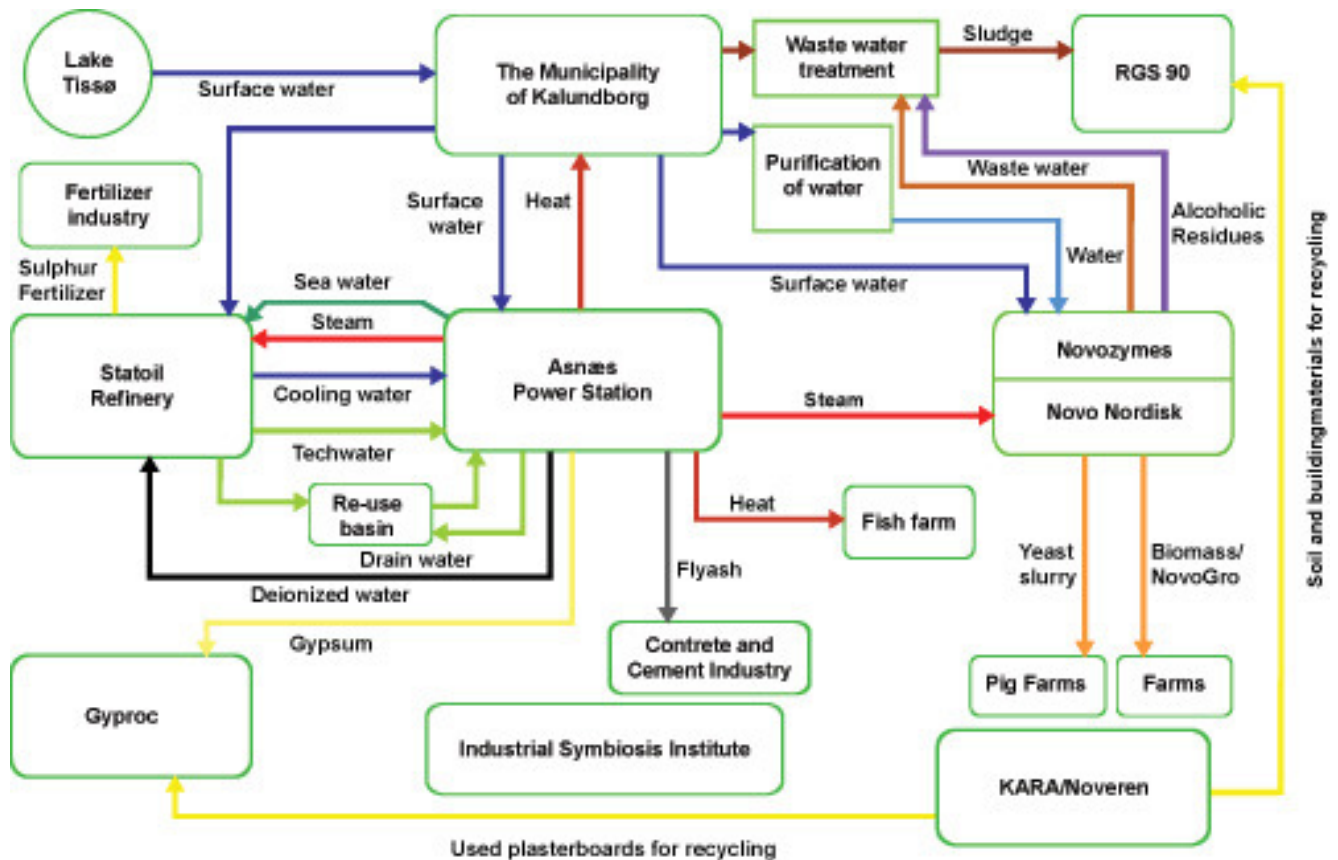 Lake
Tissø
Surface water
The Municipality
of Kalundborg
Waste water
treatment
Sludge
RGS 90
Fertilizer
industry
Surface
water
Heat
Purification
of water
Waste water
Alcoholic
Residues
Sulphur
Fertilizer
Sea water
Surface water
Water
Steam
Statoil
Refinery
Cooling water
Asnæs
Power Station
Steam
Novozymes
Novo Nordisk
Techwater
Re-use
basin
Drain water
Deionized water
Heat
Fish farm
Flyash
Yeast
slurry
Biomass/
NovoGro
Soil and buildingmaterials for recycling
Gypsum
Contrete and
Cement Industry
Pig Farms
Farms
Gyproc
Industrial Symbiosis Institute
KARA/Noveren
Used plasterboards for recycling